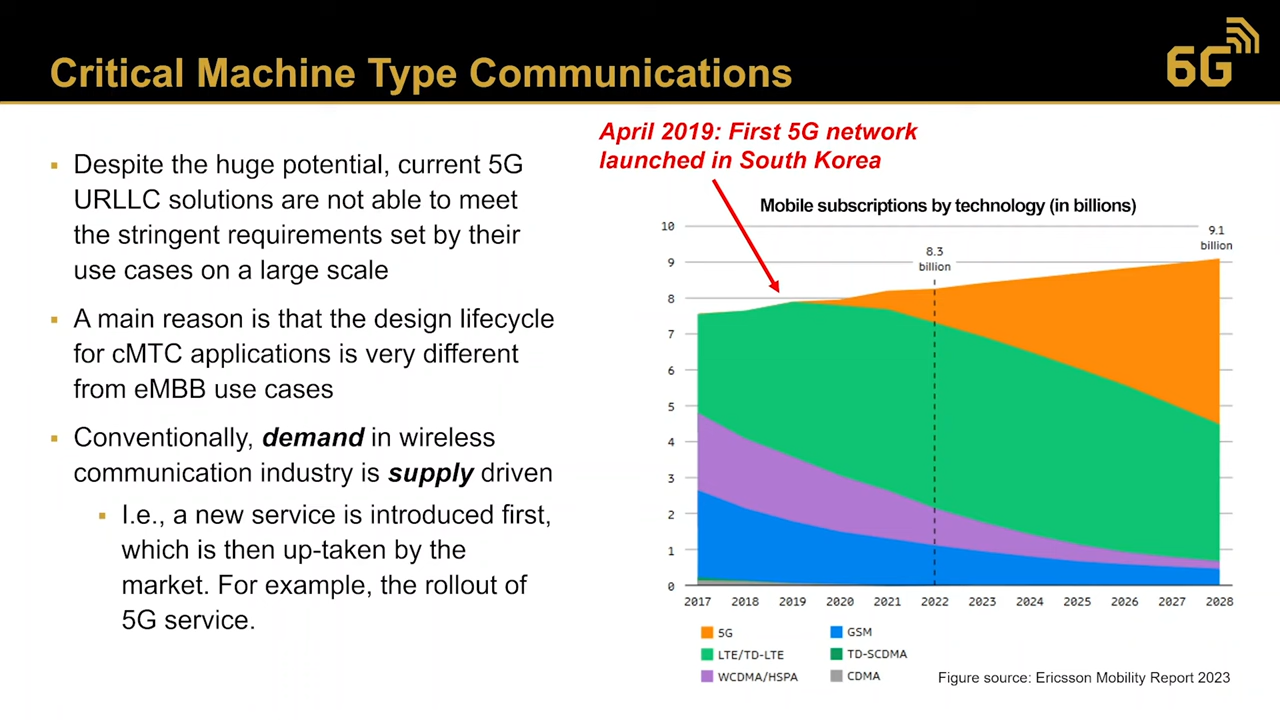 Critical Machine Type Communications
6G
Despite the huge potential, current 5G
URLLC solutions are not able to meet
the stringent requirements set by their
use cases on a large scale
A main reason is that the design lifecycle
for cMTC applications is very different
from eMBB use cases
Conventionally, demand in wireless
communication industry is supply driven
I.e., a new service is introduced first,
which is then up-taken by the
market. For example, the rollout of
5G service.
April 2019: First 5G network
launched in South Korea
Mobile subscriptions by technology (in billions)
10
9
8
7
6
5
4
3
2
1
0
8.3
billion
9.1
billion
2017 2018 2019 2020 2021 2022 2023 2024 2025 2026 2027 2028
5G
LTE/TD-LTE
WCDMA/HSPA
GSM
TD-SCDMA
CDMA
Figure source: Ericsson Mobility Report 2023